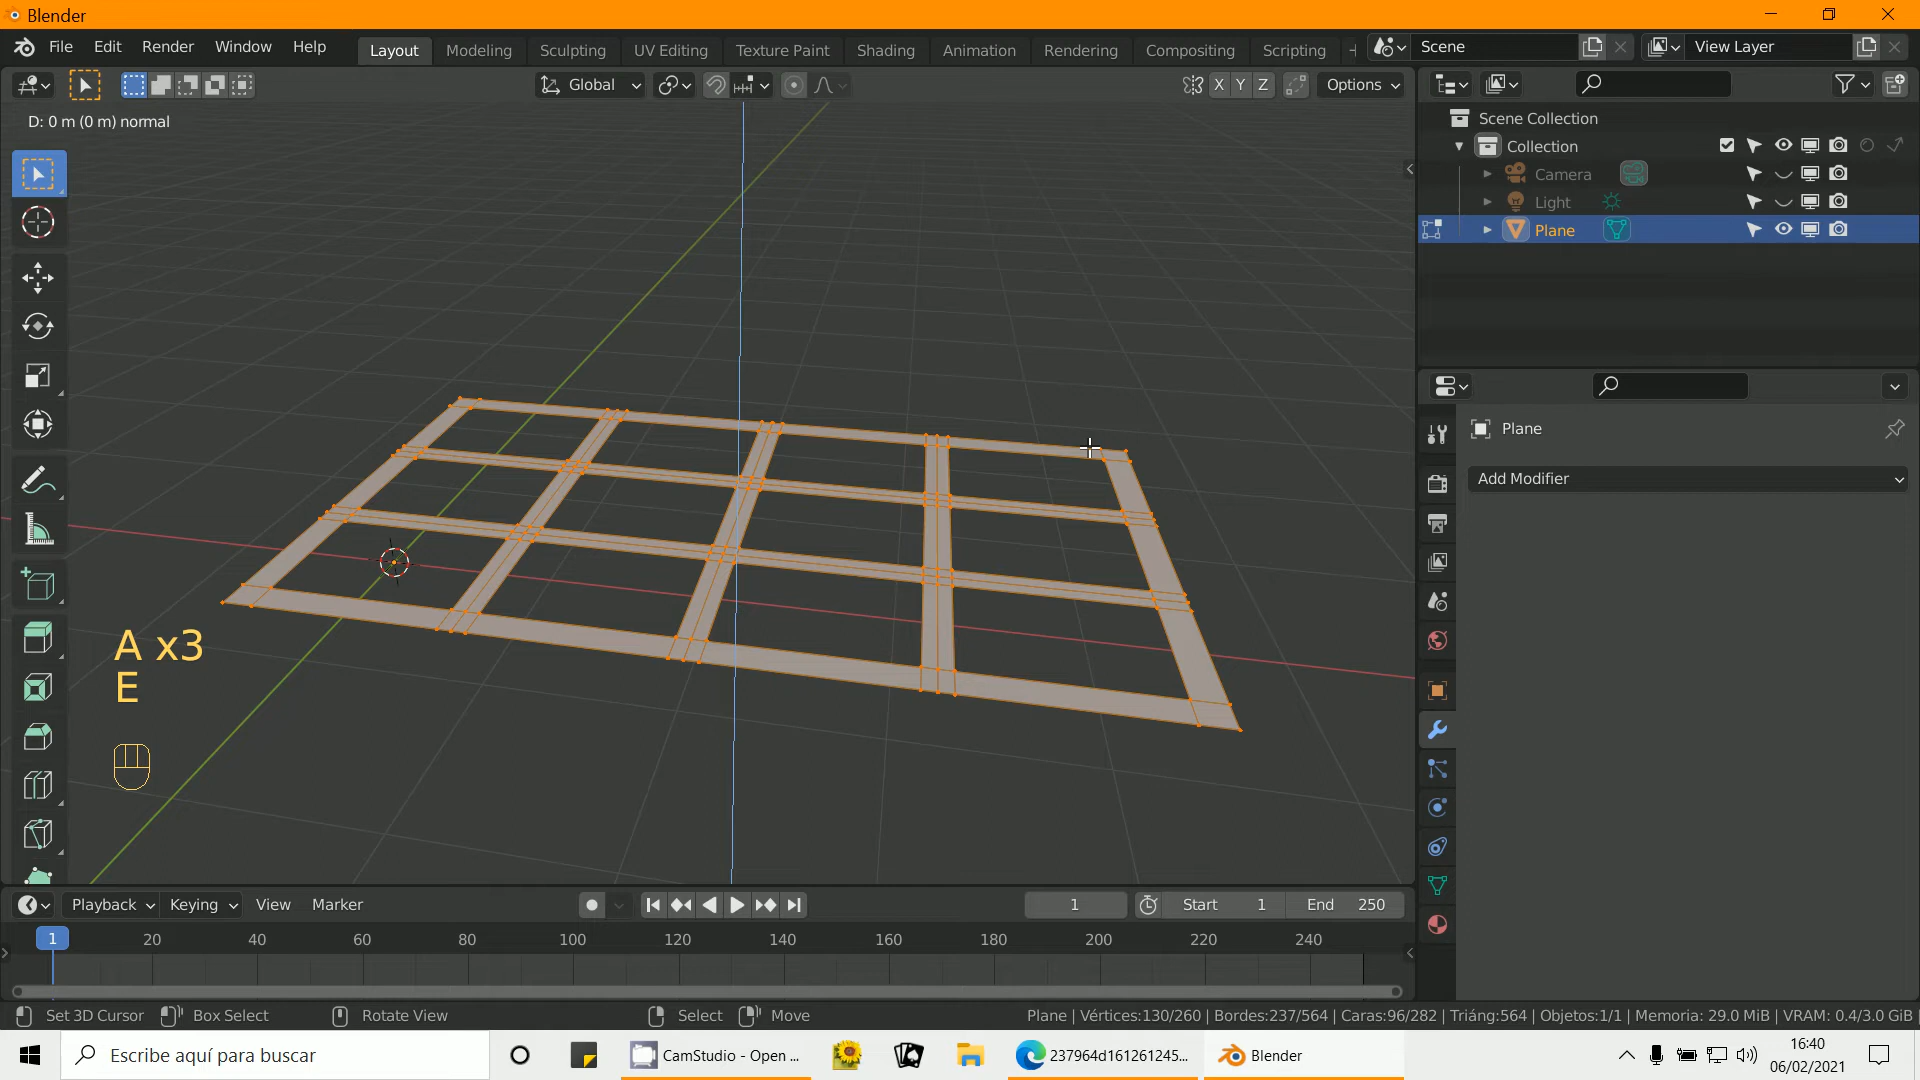 Blender
File Edit Render Window Help Layout Modeling Sculpting UV Editing Texture Paint Shading Animation Rendering Compositing Scripting Scene View Layer
Global X Y Z Options
D: 0 m (0 m) normal
Scene Collection
Collection
Camera
Light
Plane
Plane
Add Modifier
A x3
E
Playback Keying View Marker 1 Start 1 End 250
1 20 40 60 80 100 120 140 160 180 200 220 240
Set 3D Cursor Box Select Rotate View Select Move Plane | Vértices:130/260 | Bordes:237/564 | Caras:96/282 | Triáng:564 | Objetos:1/1 | Memoria: 29.0 MiB | VRAM: 0.4/3.0 GiB
Escribe aquí para buscar CamStudio - Open ... 237964d161261245... Blender 16:40
06/02/2021